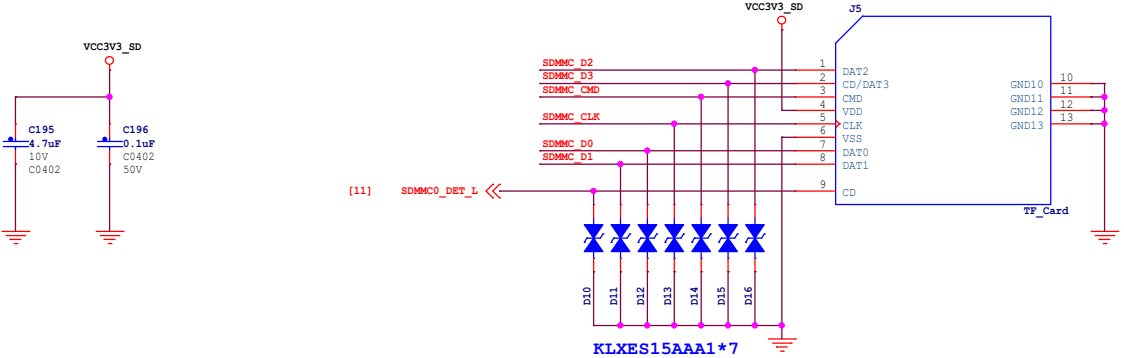 VCC3V3_SD
C195
4.7uF
10V
C0402
C196
0.1uF
C0402
50V
VCC3V3_SD
J5
SDMMC_D2
SDMMC_D3
SDMMC_CMD
SDMMC_CLK
SDMMC_D0
SDMMC_D1
[11] SDMMC0_DET_L
1 DAT2
2 CD/DAT3
3 CMD
4 VDD
5 CLK
6 VSS
7 DAT0
8 DAT1
9 CD
GND10 10
GND11 11
GND12 12
GND13 13
TF_Card
D10
D11
D12
D13
D14
D15
D16
KLXES15AAA1*7